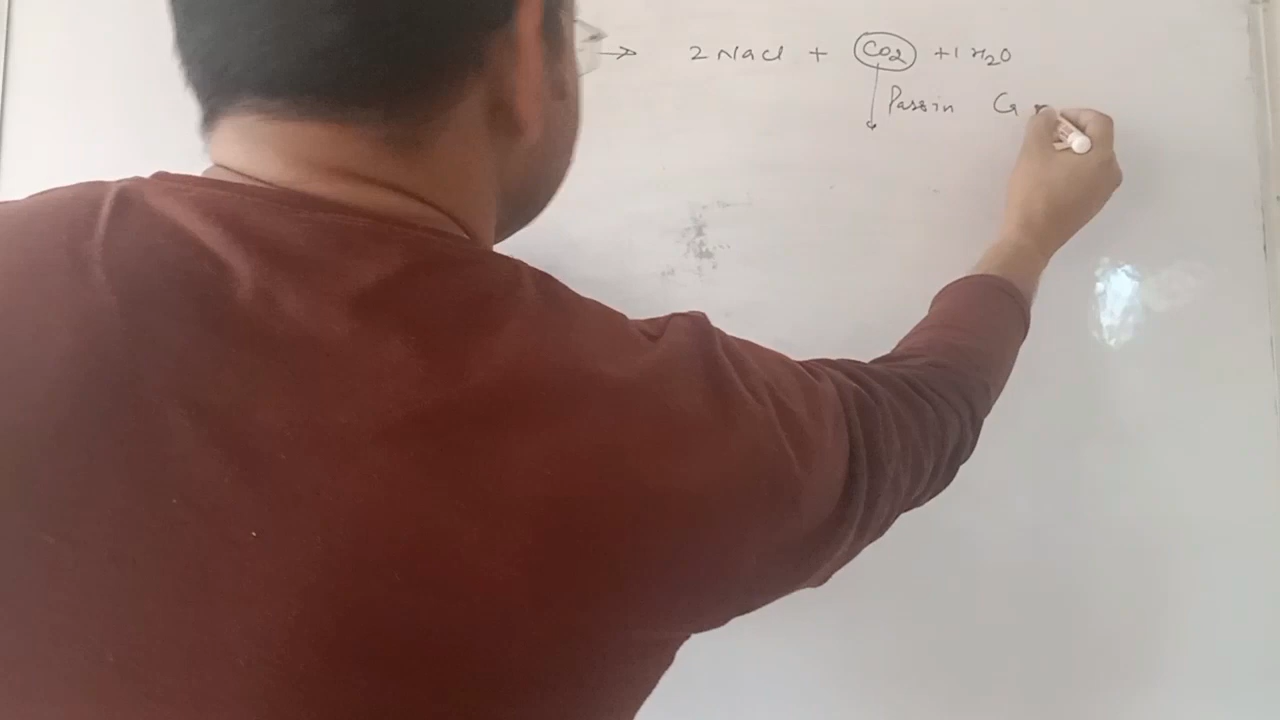 → 2 NaCl + CO2 + 1 H2O
Pass in